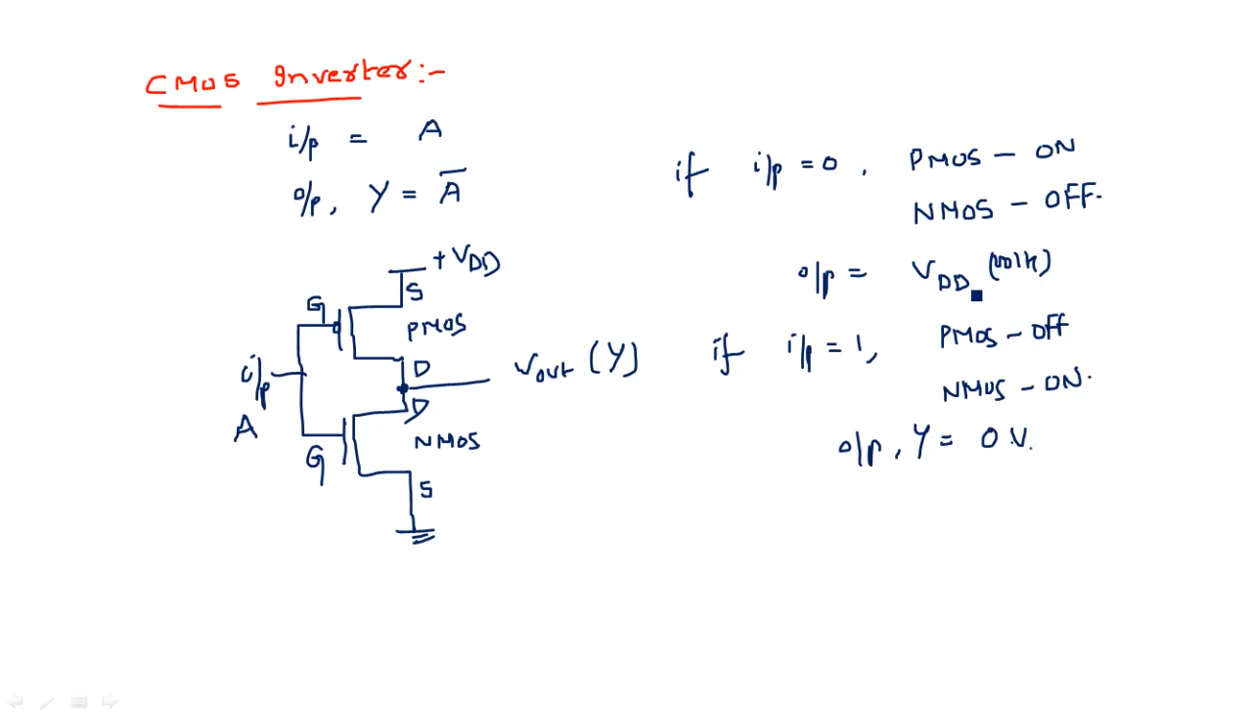 CMOS Inverter:-
i/p = A
o/p, Y = A̅
+VDD
S
G
PMOS
D
i/p
A
Vout (Y)
D
NMOS
G
S
if i/p = 0, PMOS - ON
NMOS - OFF.
o/p = VDD (volt)
if i/p = 1, PMOS - Off
NMOS - ON.
o/p, Y = 0 V.